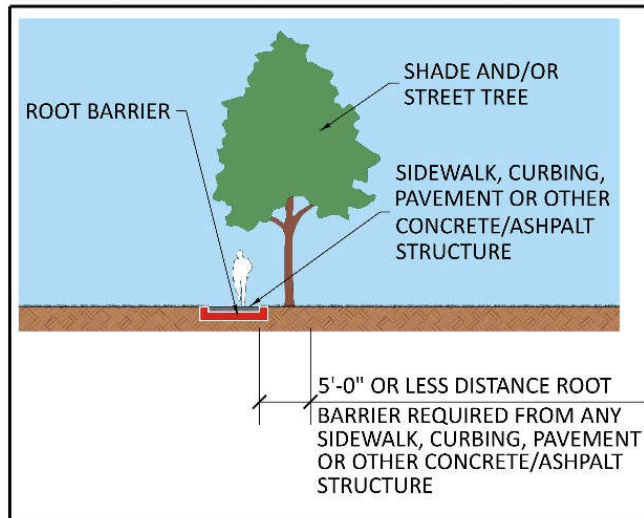 SHADE AND/OR
STREET TREE
ROOT BARRIER
SIDEWALK, CURBING,
PAVEMENT OR OTHER
CONCRETE/ASHPALT
STRUCTURE
5'-0" OR LESS DISTANCE ROOT
BARRIER REQUIRED FROM ANY
SIDEWALK, CURBING, PAVEMENT
OR OTHER CONCRETE/ASHPALT
STRUCTURE